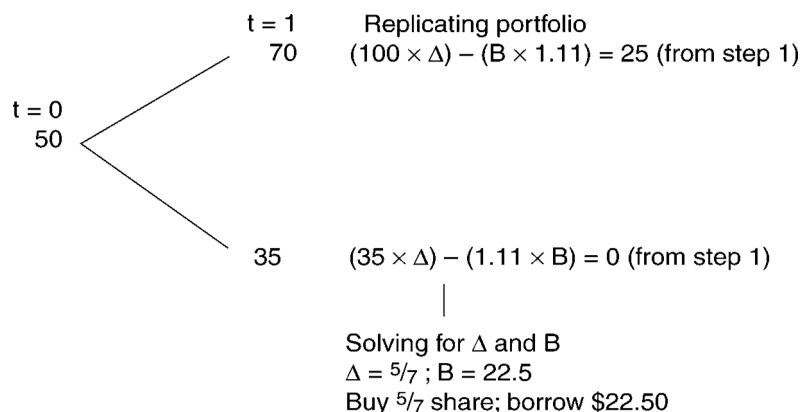 t = 1 Replicating portfolio
70 (100 × Δ) – (B × 1.11) = 25 (from step 1)
t = 0
50
35 (35 × Δ) – (1.11 × B) = 0 (from step 1)
Solving for Δ and B
Δ = 5/7 ; B = 22.5
Buy 5/7 share; borrow $22.50